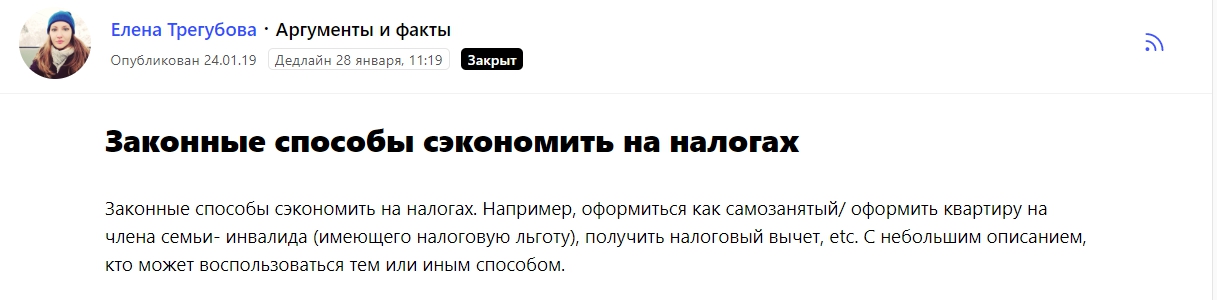 Елена Трегубова · Аргументы и факты
Опубликован 24.01.19 Дедлайн 28 января, 11:19 Закрыт
Законные способы сэкономить на налогах
Законные способы сэкономить на налогах. Например, оформиться как самозанятый/ оформить квартиру на
члена семьи- инвалида (имеющего налоговую льготу), получить налоговый вычет, etc. С небольшим описанием,
кто может воспользоваться тем или иным способом.